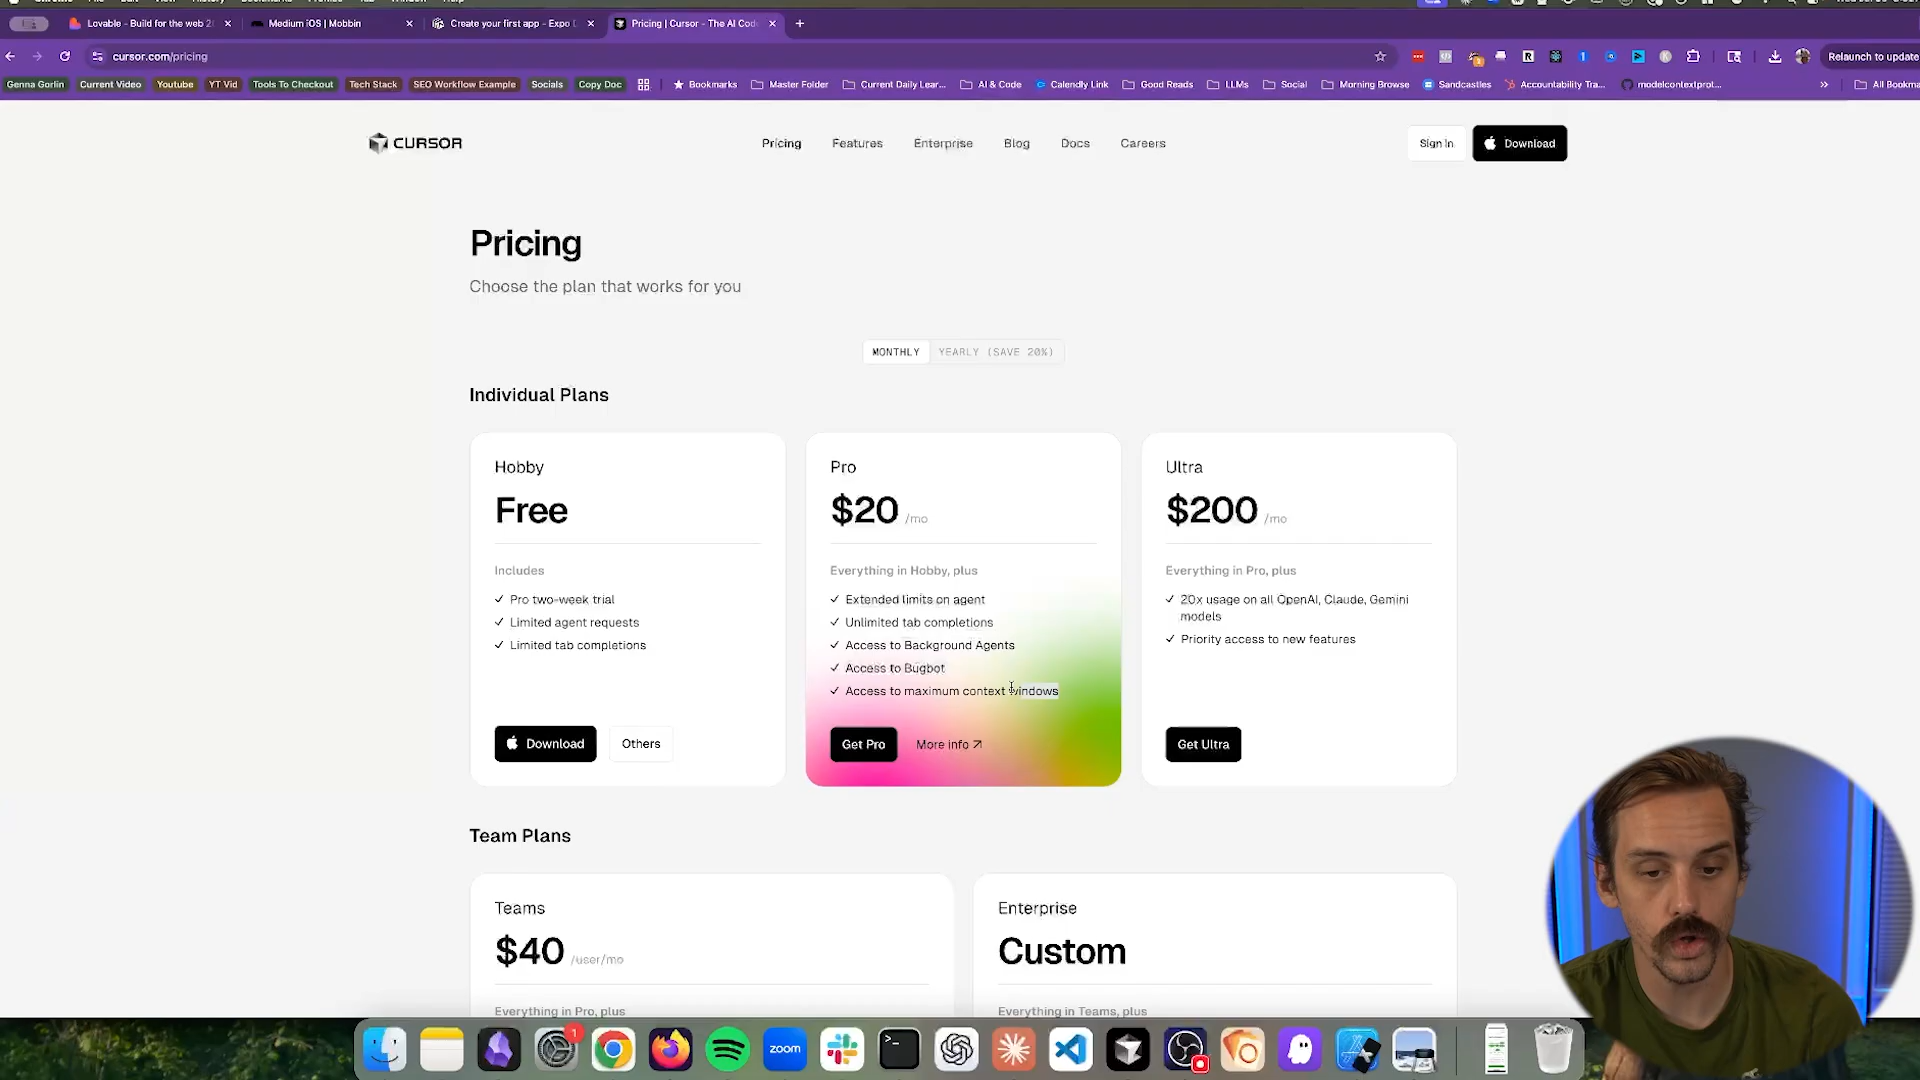 Lovable - Build for the web 2
Medium iOS | Mobbin
Create your first app - Expo
Pricing | Cursor - The AI Code
cursor.com/pricing
Relaunch to update
Genna Gorlin
Current Video
Youtube
YT Vid
Tools To Checkout
Tech Stack
SEO Workflow Example
Socials
Copy Doc
Bookmarks
Master Folder
Current Daily Lear...
AI & Code
Calendly Link
Good Reads
LLMs
Social
Morning Browse
Sandcastles
Accountability Tra...
modelcontextprot...
All Bookma
CURSOR
Pricing
Features
Enterprise
Blog
Docs
Careers
Sign In
Download
Pricing
Choose the plan that works for you
MONTHLY
YEARLY (SAVE 20%)
Individual Plans
Hobby
Free
Includes
Pro two-week trial
Limited agent requests
Limited tab completions
Download
Others
Pro
$20 /mo
Everything in Hobby, plus
Extended limits on agent
Unlimited tab completions
Access to Background Agents
Access to Bugbot
Access to maximum context windows
Get Pro
More info ↗
Ultra
$200 /mo
Everything in Pro, plus
20x usage on all OpenAI, Claude, Gemini
models
Priority access to new features
Get Ultra
Team Plans
Teams
$40 /user/mo
Everything in Pro, plus
Enterprise
Custom
Everything in Teams, plus
1
zoom